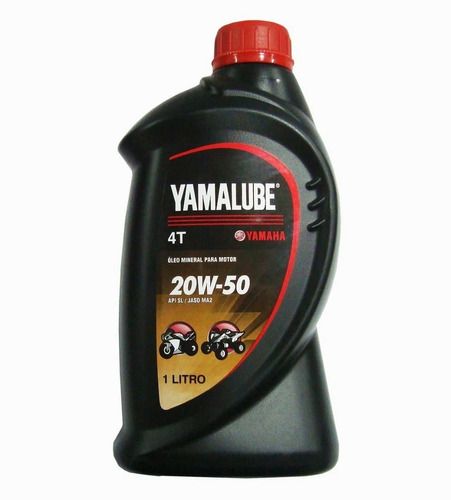 YAMALUBE®
4T
YAMAHA
ÓLEO MINERAL PARA MOTOR
20W-50
API SL / JASO MA2
1 LITRO